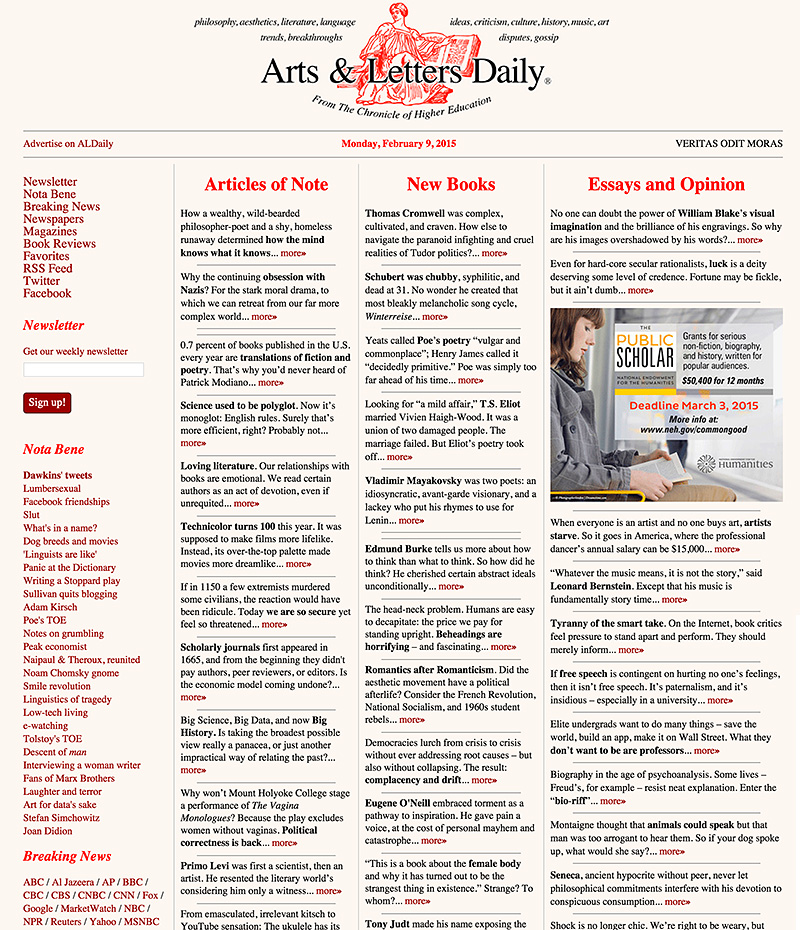 philosophy, aesthetics, literature, language
ideas, criticism, culture, history, music, art
trends, breakthroughs
disputes, gossip
Arts & Letters Daily®
From The Chronicle of Higher Education
Advertise on ALDaily
Monday, February 9, 2015
VERITAS ODIT MORAS
Newsletter
Nota Bene
Breaking News
Newspapers
Magazines
Book Reviews
Favorites
RSS Feed
Twitter
Facebook
Newsletter
Get our weekly newsletter
Sign up!
Nota Bene
Dawkins' tweets
Lumbersexual
Facebook friendships
Slut
What's in a name?
Dog breeds and movies
'Linguists are like'
Panic at the Dictionary
Writing a Stoppard play
Sullivan quits blogging
Adam Kirsch
Poe's TOE
Notes on grumbling
Peak economist
Naipaul & Theroux, reunited
Noam Chomsky gnome
Smile revolution
Linguistics of tragedy
Low-tech living
e-watching
Tolstoy's TOE
Descent of man
Interviewing a woman writer
Fans of Marx Brothers
Laughter and terror
Art for data's sake
Stefan Simchowitz
Joan Didion
Breaking News
ABC / Al Jazeera / AP / BBC /
CBC / CBS / CNBC / CNN / Fox /
Google / MarketWatch / NBC /
NPR / Reuters / Yahoo / MSNBC
Articles of Note
How a wealthy, wild-bearded
philosopher-poet and a shy, homeless
runaway determined how the mind
knows what it knows... more»
Why the continuing obsession with
Nazis? For the stark moral drama, to
which we can retreat from our far more
complex world... more»
0.7 percent of books published in the U.S.
every year are translations of fiction and
poetry. That's why you'd never heard of
Patrick Modiano... more»
Science used to be polyglot. Now it's
monoglot: English rules. Surely that's
more efficient, right? Probably not...
more»
Loving literature. Our relationships with
books are emotional. We read certain
authors as an act of devotion, even if
unrequited... more»
Technicolor turns 100 this year. It was
supposed to make films more lifelike.
Instead, its over-the-top palette made
movies more dreamlike... more»
If in 1150 a few extremists murdered
some civilians, the reaction would have
been ridicule. Today we are so secure yet
feel so threatened... more»
Scholarly journals first appeared in
1665, and from the beginning they didn't
pay authors, peer reviewers, or editors. Is
the economic model coming undone?...
more»
Big Science, Big Data, and now Big
History. Is taking the broadest possible
view really a panacea, or just another
impractical way of relating the past?...
more»
Why won't Mount Holyoke College stage
a performance of The Vagina
Monologues? Because the play excludes
women without vaginas. Political
correctness is back... more»
Primo Levi was first a scientist, then an
artist. He resented the literary world's
considering him only a witness... more»
From emasculated, irrelevant kitsch to
YouTube sensation: The ukulele has its
New Books
Thomas Cromwell was complex,
cultivated, and craven. How else to
navigate the paranoid infighting and cruel
realities of Tudor politics?... more»
Schubert was chubby, syphilitic, and
dead at 31. No wonder he created that
most bleakly melancholic song cycle,
Winterreise... more»
Yeats called Poe's poetry “vulgar and
commonplace”; Henry James called it
“decidedly primitive.” Poe was simply too
far ahead of his time... more»
Looking for “a mild affair,” T.S. Eliot
married Vivien Haigh-Wood. It was a
union of two damaged people. The
marriage failed. But Eliot's poetry took
off... more»
Vladimir Mayakovsky was two poets: an
idiosyncratic, avant-garde visionary, and a
lackey who put his rhymes to use for
Lenin... more»
Edmund Burke tells us more about how
to think than what to think. So how did he
think? He cherished certain abstract ideals
unconditionally... more»
The head-neck problem. Humans are easy
to decapitate: the price we pay for
standing upright. Beheadings are
horrifying – and fascinating... more»
Romantics after Romanticism. Did the
aesthetic movement have a political
afterlife? Consider the French Revolution,
National Socialism, and 1960s student
rebels... more»
Democracies lurch from crisis to crisis
without ever addressing root causes – but
also without collapsing. The result:
complacency and drift... more»
Eugene O'Neill embraced torment as a
pathway to inspiration. He gave pain a
voice, at the cost of personal mayhem and
catastrophe... more»
“This is a book about the female body
and why it has turned out to be the
strangest thing in existence.” Strange? To
whom?... more»
Tony Judt made his name exposing the
Essays and Opinion
No one can doubt the power of William Blake's visual
imagination and the brilliance of his engravings. So why
are his images overshadowed by his words?... more»
Even for hard-core secular rationalists, luck is a deity
deserving some level of credence. Fortune may be fickle,
but it ain't dumb... more»
THE
PUBLIC
SCHOLAR
NATIONAL ENDOWMENT
FOR THE HUMANITIES
Grants for serious
non-fiction, biography,
and history, written for
popular audiences.
$50,400 for 12 months
Deadline March 3, 2015
More info at:
www.neh.gov/commongood
Humanities
When everyone is an artist and no one buys art, artists
starve. So it goes in America, where the professional
dancer's annual salary can be $15,000... more»
“Whatever the music means, it is not the story,” said
Leonard Bernstein. Except that his music is
fundamentally story time... more»
Tyranny of the smart take. On the Internet, book critics
feel pressure to stand apart and perform. They should
merely inform... more»
If free speech is contingent on hurting no one's feelings,
then it isn't free speech. It's paternalism, and it's
insidious – especially in a university... more»
Elite undergrads want to do many things – save the
world, build an app, make it on Wall Street. What they
don't want to be are professors... more»
Biography in the age of psychoanalysis. Some lives –
Freud's, for example – resist neat explanation. Enter the
“bio-riff”... more»
Montaigne thought that animals could speak but that
man was too arrogant to hear them. So if your dog spoke
up, what would she say?... more»
Seneca, ancient hypocrite without peer, never let
philosophical commitments interfere with his devotion to
conspicuous consumption... more»
Shock is no longer chic. We're right to be weary, but